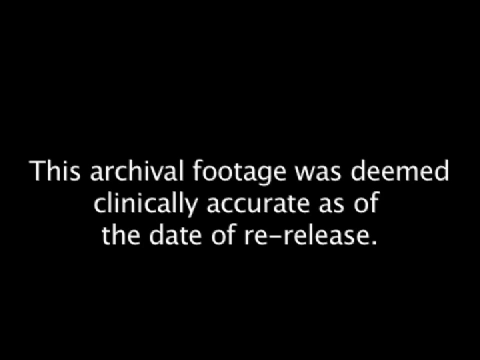 This archival footage was deemed
clinically accurate as of
the date of re-release.